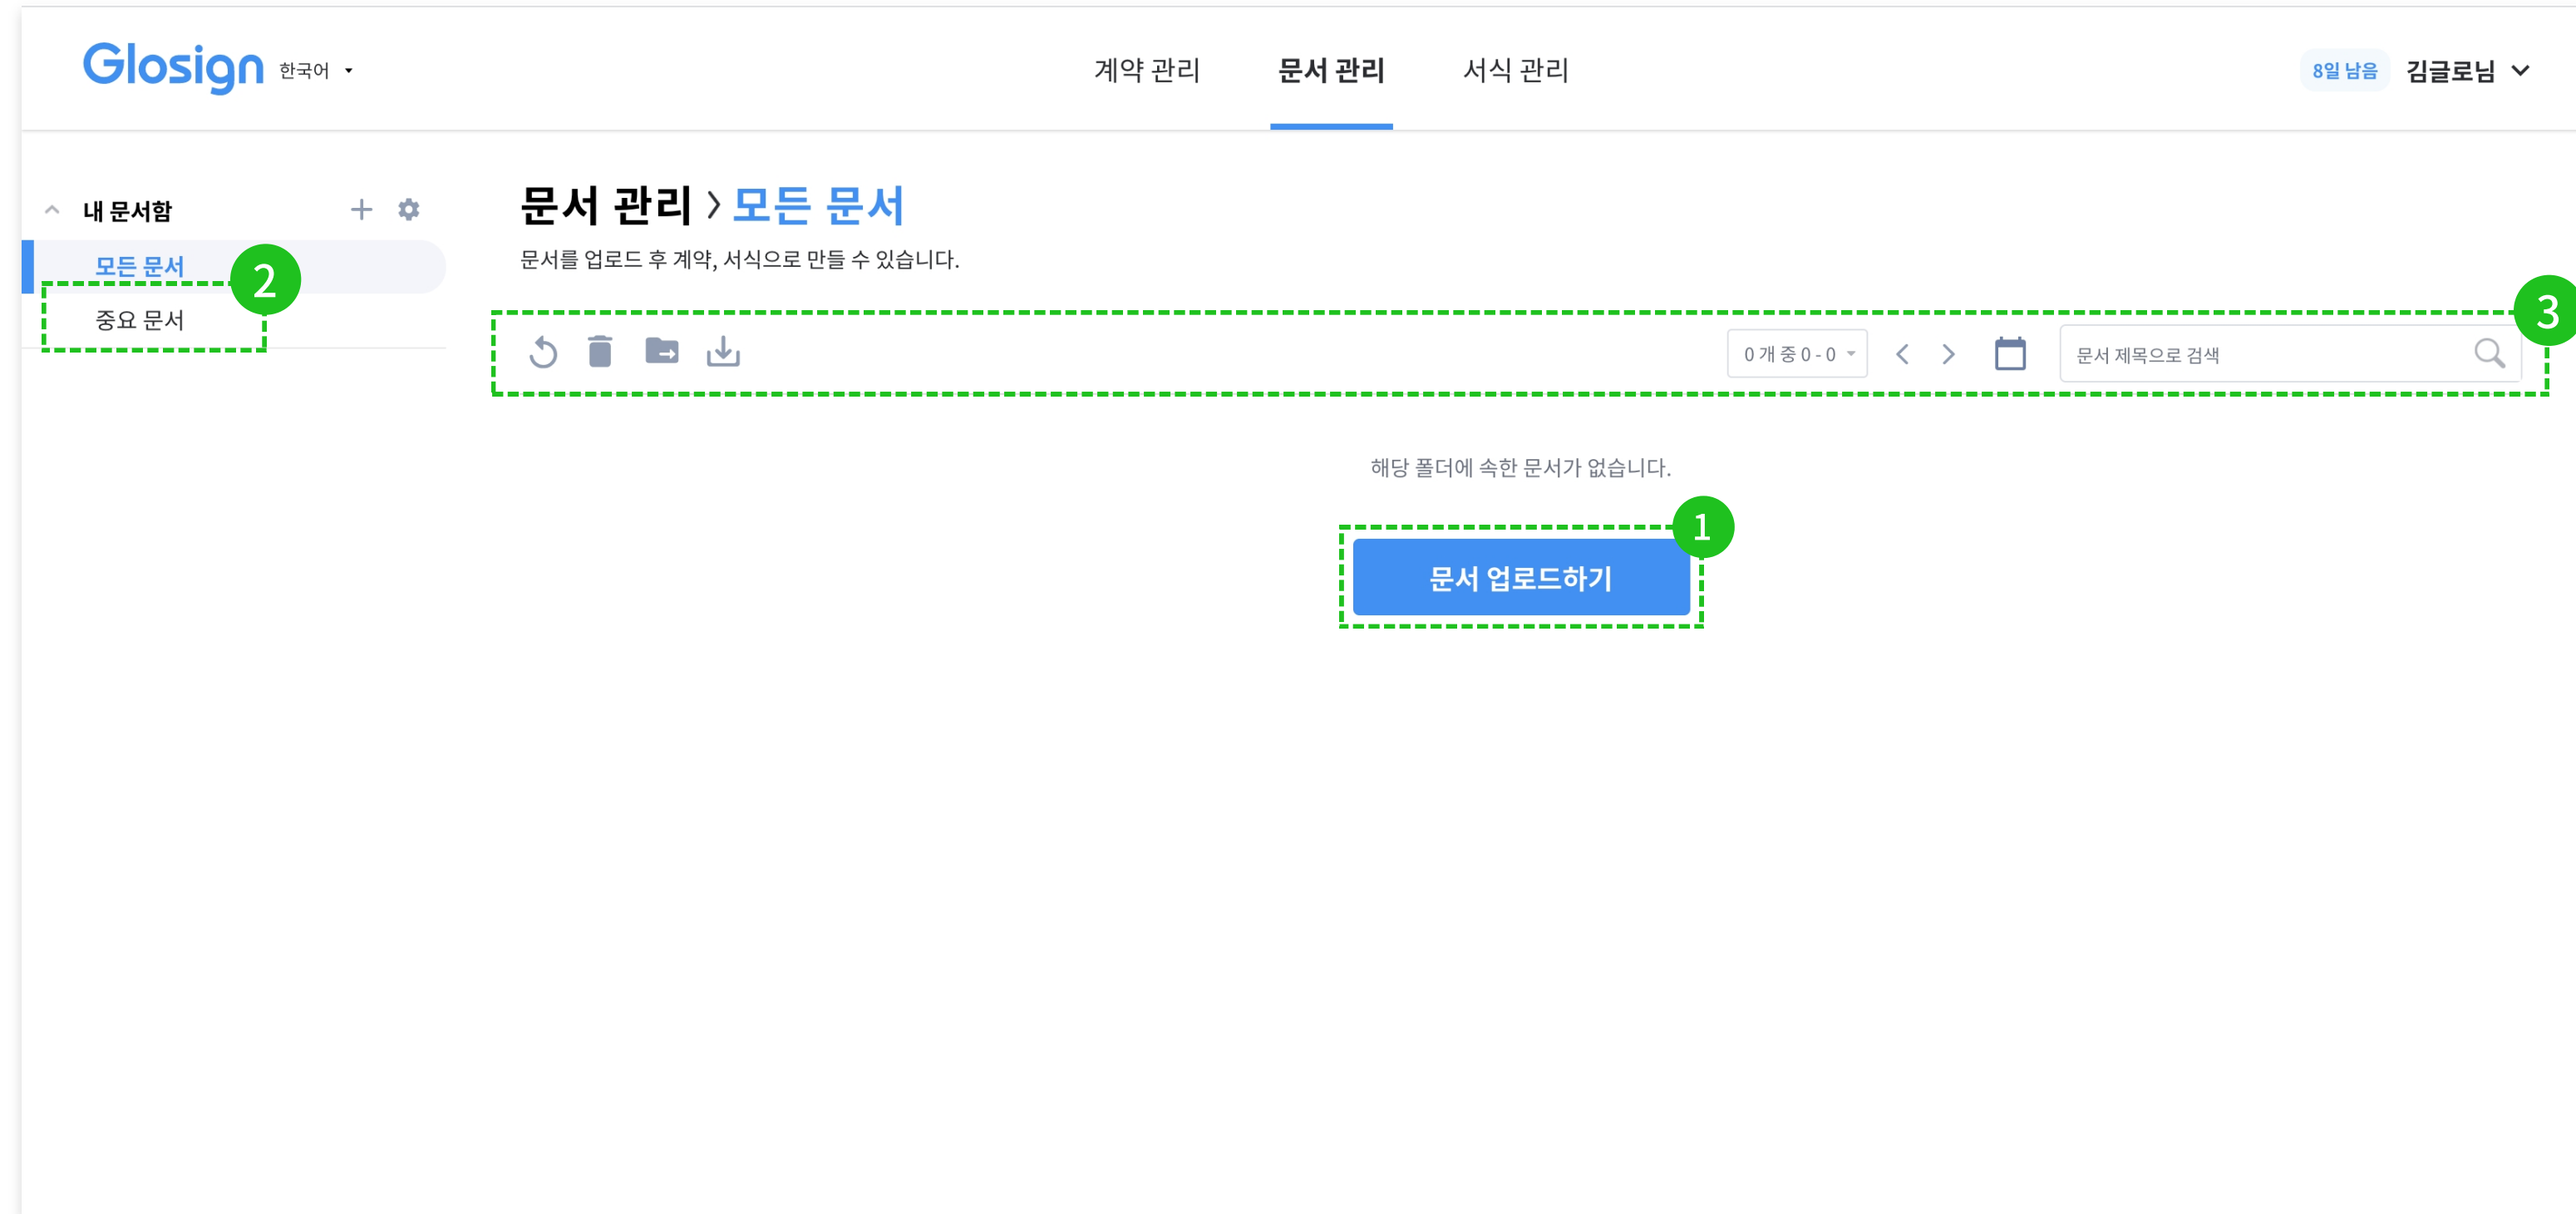 Glosign 한국어
계약 관리 문서 관리 서식 관리
8일 남음 김글로님
내 문서함
모든 문서
2
중요 문서
문서 관리 > 모든 문서
문서를 업로드 후 계약, 서식으로 만들 수 있습니다.
3
0 개 중 0 - 0
문서 제목으로 검색
해당 폴더에 속한 문서가 없습니다.
1
문서 업로드하기